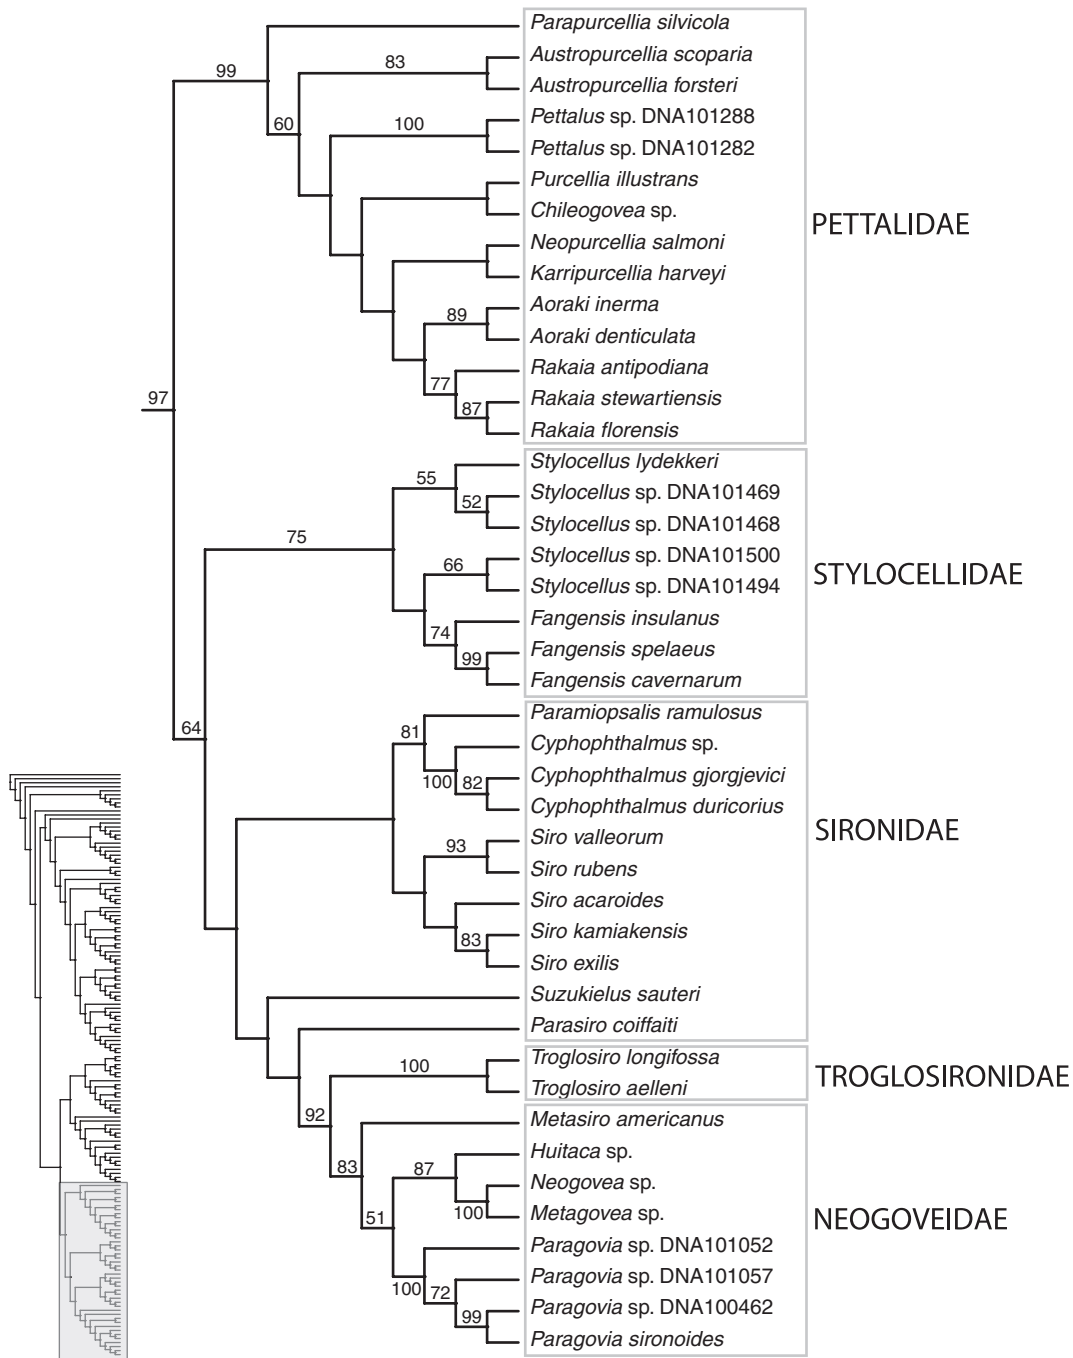 Parapurcellia silvicola
99
Austropurcellia scoparia
83
Austropurcellia forsteri
60
Pettalus sp. DNA101288
100
Pettalus sp. DNA101282
Purcellia illustrans
Chileogovea sp.
PETTALIDAE
Neopurcellia salmoni
Karripurcellia harveyi
Aoraki inerma
89
Aoraki denticulata
Rakaia antipodiana
77
97
Rakaia stewartiensis
87
Rakaia florensis
Stylocellus lydekkeri
55
Stylocellus sp. DNA101469
52
Stylocellus sp. DNA101468
75
Stylocellus sp. DNA101500
66
STYLOCELLIDAE
Stylocellus sp. DNA101494
Fangensis insulanus
74
Fangensis spelaeus
99
Fangensis cavernarum
Paramiopsalis ramulosus
64
81
Cyphophthalmus sp.
100
Cyphophthalmus gjorgjevici
82
Cyphophthalmus duricorius
SIRONIDAE
Siro valleorum
93
Siro rubens
Siro acaroides
Siro kamiakensis
83
Siro exilis
Suzukielus sauteri
Parasiro coiffaiti
Troglosiro longifossa
100
TROGLOSIRONIDAE
Troglosiro aelleni
92
Metasiro americanus
Huitaca sp.
83
87
Neogovea sp.
100
Metagovea sp.
51
NEOGOVEIDAE
Paragovia sp. DNA101052
100
Paragovia sp. DNA101057
72
Paragovia sp. DNA100462
99
Paragovia sironoides